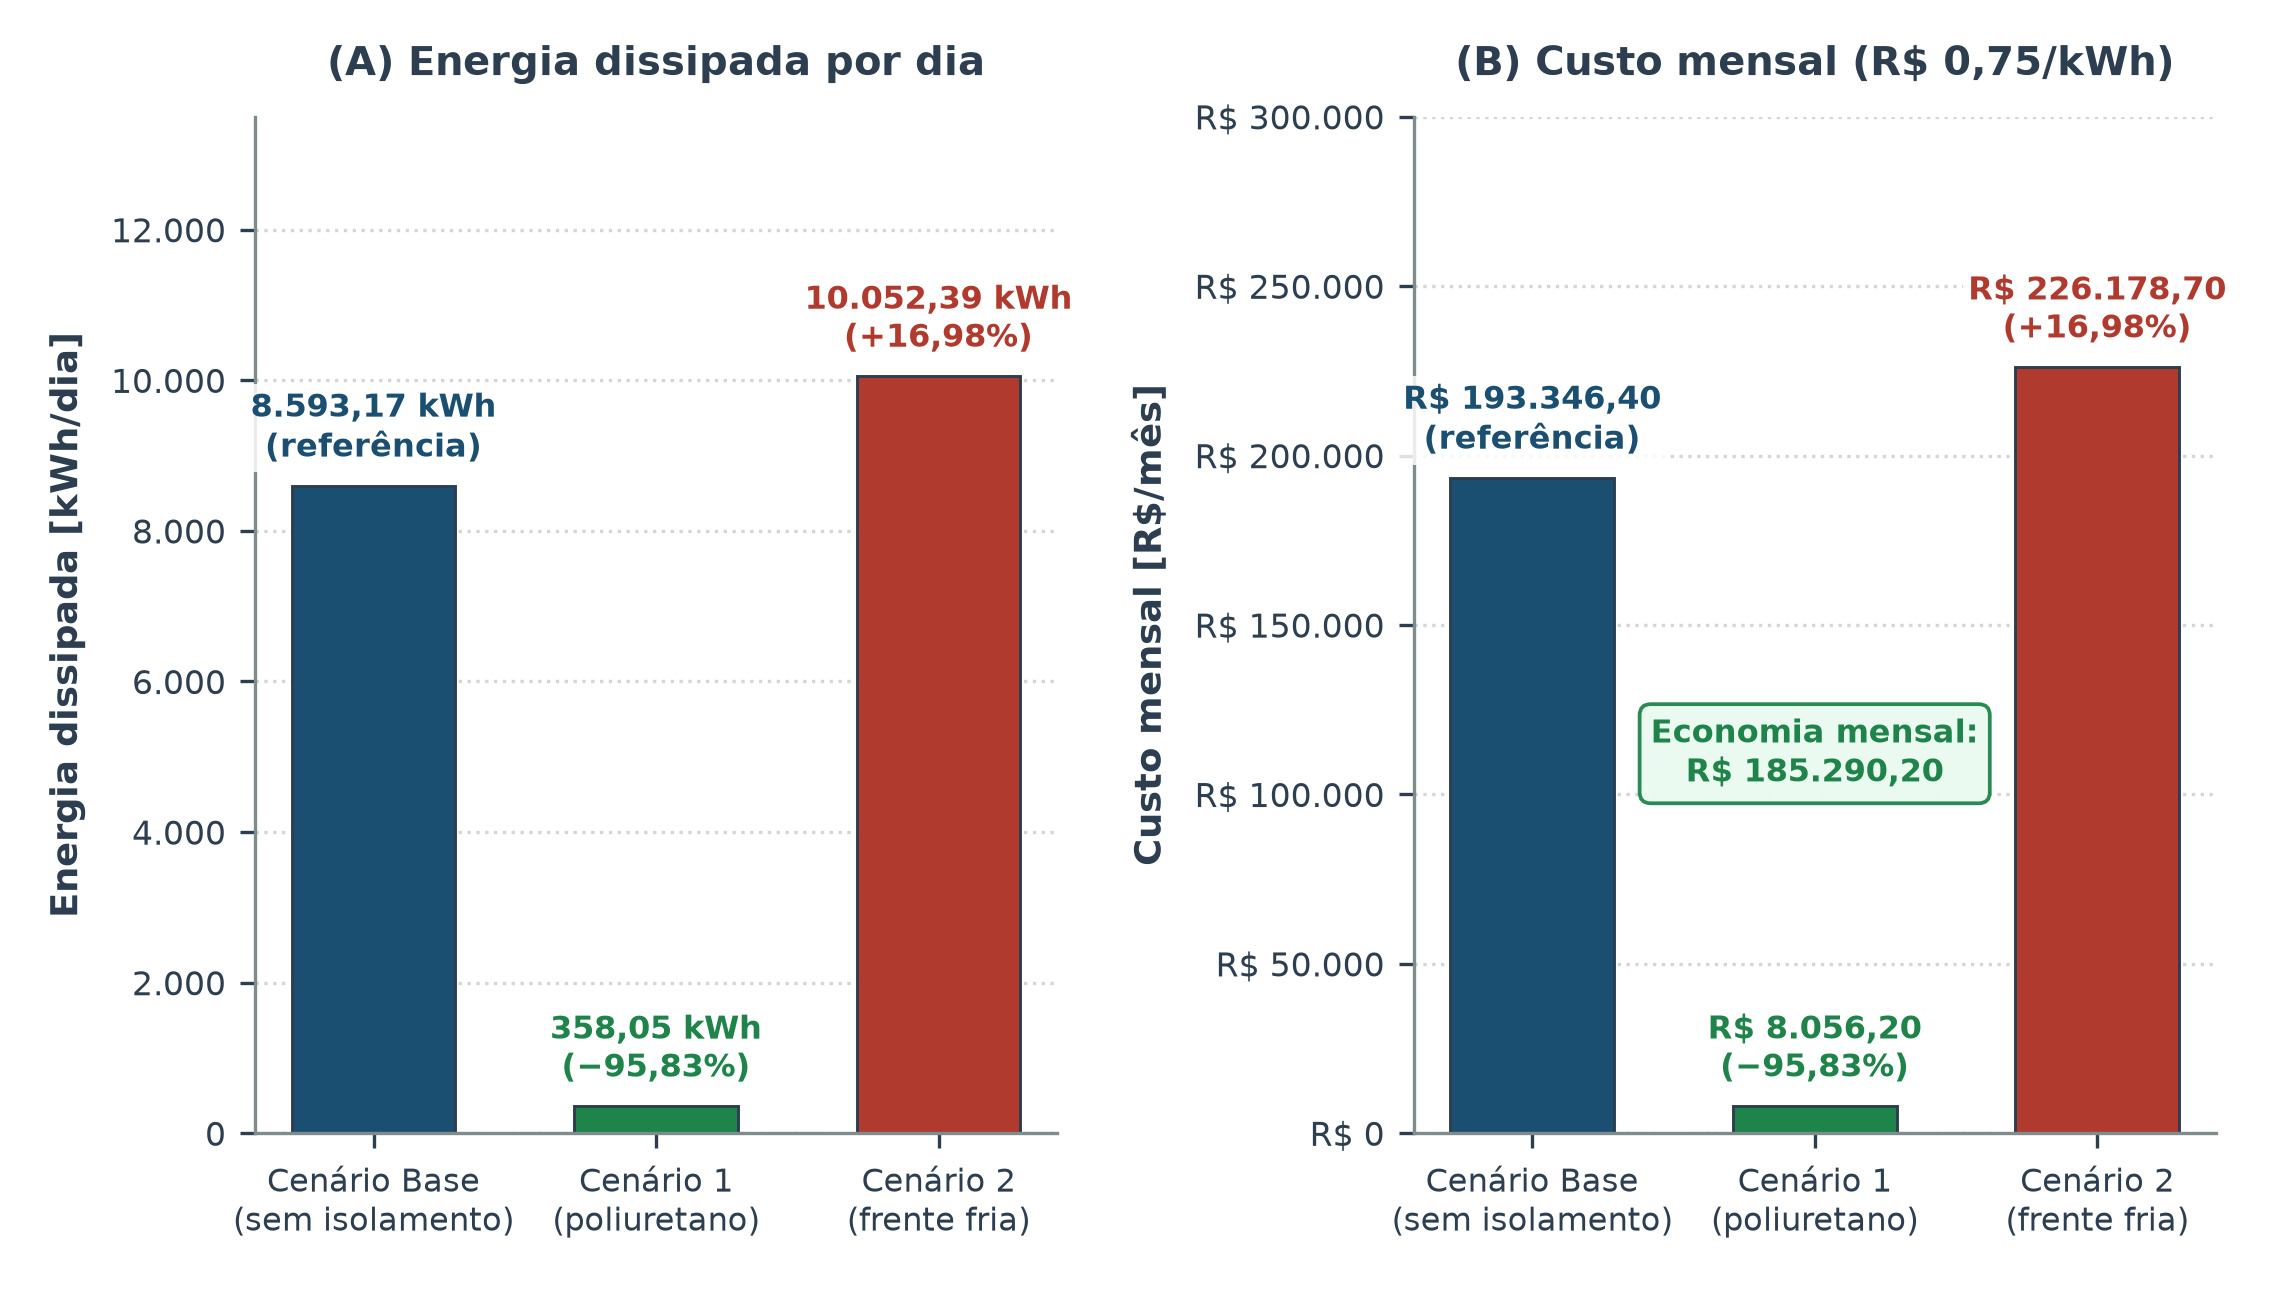 (A) Energia dissipada por dia
Energia dissipada [kWh/dia]
12.000
10.000
8.000
6.000
4.000
2.000
0
8.593,17 kWh
(referência)
358,05 kWh
(−95,83%)
10.052,39 kWh
(+16,98%)
Cenário Base
(sem isolamento)
Cenário 1
(poliuretano)
Cenário 2
(frente fria)
(B) Custo mensal (R$ 0,75/kWh)
Custo mensal [R$/mês]
R$ 300.000
R$ 250.000
R$ 200.000
R$ 150.000
R$ 100.000
R$ 50.000
R$ 0
R$ 193.346,40
(referência)
Economia mensal:
R$ 185.290,20
R$ 8.056,20
(−95,83%)
R$ 226.178,70
(+16,98%)
Cenário Base
(sem isolamento)
Cenário 1
(poliuretano)
Cenário 2
(frente fria)